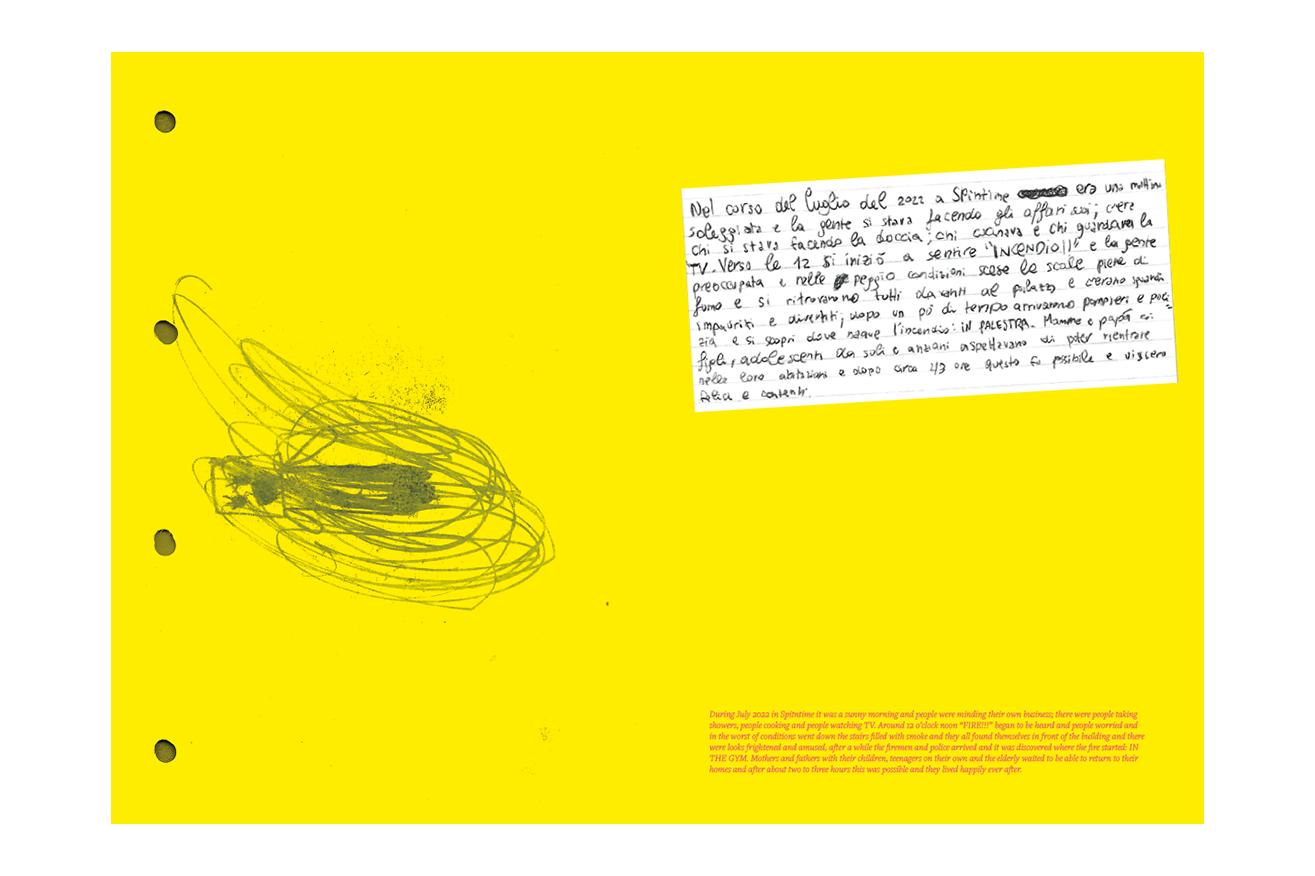 Nel corso del luglio del 2022 a Spintime era una mattina
soleggiata e la gente si stava facendo gli affari suoi; c'era
chi si stava facendo la doccia; chi cucinava e chi guardava la
TV. Verso le 12 si iniziò a sentire "INCENDIO!!" e la gente
preoccupata e nelle peggio condizioni scese le scale piene di
fumo e si ritrovarono tutti davanti al palazzo e c'erano sguardi
impauriti e divertiti; dopo un pò di tempo arrivarono pompieri e poli-
zia e si scoprì dove nacque l'incendio: IN PALESTRA. Mamme e papà coi
figli, adolescenti da soli e anziani aspettavano di poter rientrare
nelle loro abitazioni e dopo circa 2/3 ore questo fu possibile e vissero
felici e contenti.
During July 2022 in Spitntime it was a sunny morning and people were minding their own business; there were people taking
showers, people cooking and people watching TV. Around 12 o'clock noon “FIRE!!!” began to be heard and people worried and
in the worst of conditions went down the stairs filled with smoke and they all found themselves in front of the building and there
were looks frightened and amused, after a while the firemen and police arrived and it was discovered where the fire started: IN
THE GYM. Mothers and fathers with their children, teenagers on their own and the elderly waited to be able to return to their
homes and after about two to three hours this was possible and they lived happily ever after.